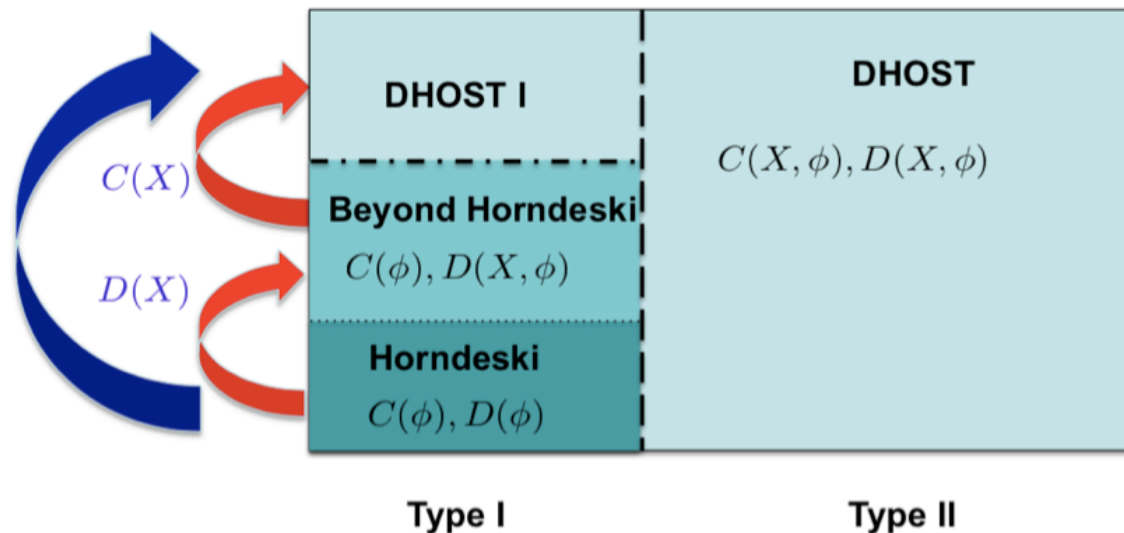 DHOST I
DHOST
C(X)
C(X, ϕ), D(X, ϕ)
Beyond Horndeski
C(ϕ), D(X, ϕ)
D(X)
Horndeski
C(ϕ), D(ϕ)
Type I
Type II